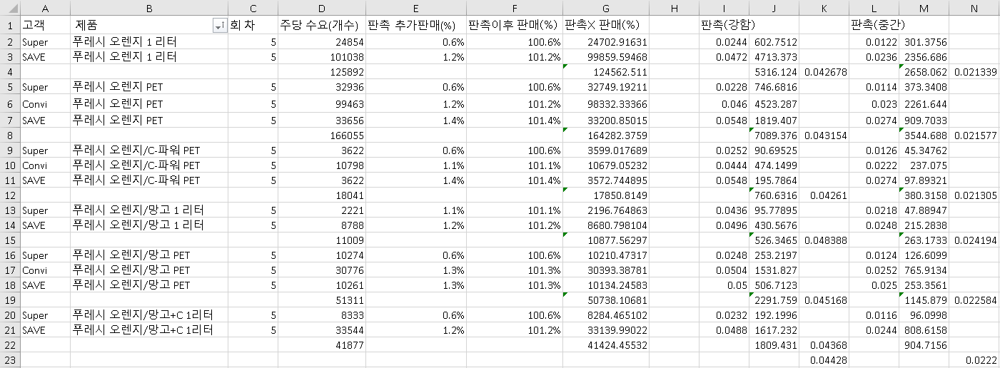 A B C D E F G H I J K L M N
1 고객 제품 회 차 주당 수요(개수) 판촉 추가판매(%) 판촉이후 판매(%) 판촉X 판매(%) 판촉(강함) 판촉(중간)
2 Super 푸레시 오렌지 1 리터 5 24854 0.6% 100.6% 24702.91631 0.0244 602.7512 0.0122 301.3756
3 SAVE 푸레시 오렌지 1 리터 5 101038 1.2% 101.2% 99859.59468 0.0472 4713.373 0.0236 2356.686
4 125892 124562.511 5316.124 0.042678 2658.062 0.021339
5 Super 푸레시 오렌지 PET 5 32936 0.6% 100.6% 32749.19211 0.0228 746.6816 0.0114 373.3408
6 Convi 푸레시 오렌지 PET 5 99463 1.2% 101.2% 98332.33366 0.046 4523.287 0.023 2261.644
7 SAVE 푸레시 오렌지 PET 5 33656 1.4% 101.4% 33200.85015 0.0548 1819.407 0.0274 909.7033
8 166055 164282.3759 7089.376 0.043154 3544.688 0.021577
9 Super 푸레시 오렌지/C-파워 PET 5 3622 0.6% 100.6% 3599.017689 0.0252 90.69525 0.0126 45.34762
10 Convi 푸레시 오렌지/C-파워 PET 5 10798 1.1% 101.1% 10679.05232 0.0444 474.1499 0.0222 237.075
11 SAVE 푸레시 오렌지/C-파워 PET 5 3622 1.4% 101.4% 3572.744895 0.0548 195.7864 0.0274 97.89321
12 18041 17850.8149 760.6316 0.04261 380.3158 0.021305
13 Super 푸레시 오렌지/망고 1 리터 5 2221 1.1% 101.1% 2196.764863 0.0436 95.77895 0.0218 47.88947
14 SAVE 푸레시 오렌지/망고 1 리터 5 8788 1.2% 101.2% 8680.798104 0.0496 430.5676 0.0248 215.2838
15 11009 10877.56297 526.3465 0.048388 263.1733 0.024194
16 Super 푸레시 오렌지/망고 PET 5 10274 0.6% 100.6% 10210.47317 0.0248 253.2197 0.0124 126.6099
17 Convi 푸레시 오렌지/망고 PET 5 30776 1.3% 101.3% 30393.38781 0.0504 1531.827 0.0252 765.9134
18 SAVE 푸레시 오렌지/망고 PET 5 10261 1.3% 101.3% 10134.24583 0.05 506.7123 0.025 253.3561
19 51311 50738.10681 2291.759 0.045168 1145.879 0.022584
20 Super 푸레시 오렌지/망고+C 1리터 5 8333 0.6% 100.6% 8284.465102 0.0232 192.1996 0.0116 96.0998
21 SAVE 푸레시 오렌지/망고+C 1리터 5 33544 1.2% 101.2% 33139.99022 0.0488 1617.232 0.0244 808.6158
22 41877 41424.45532 1809.431 0.04368 904.7156
23 0.04428 0.0222